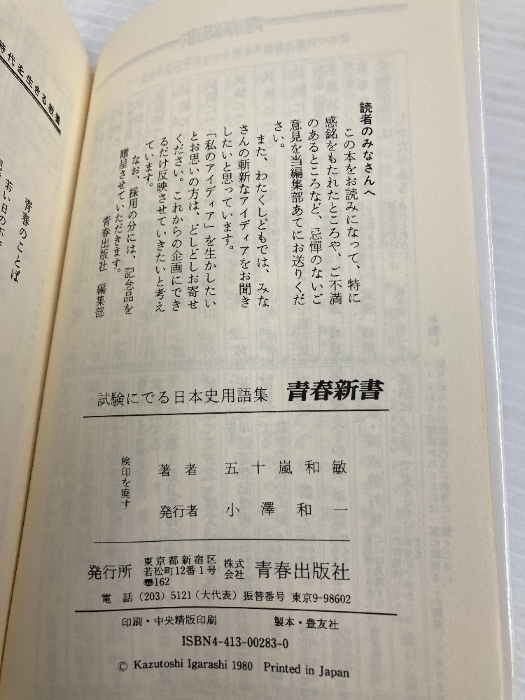 読者のみなさんへ
この本をお読みになって、特に
感銘をもたれたところや、ご不満
のあるところなど、忌憚のないご
意見を当編集部あてにお送りくだ
さい。
また、わたくしどもでは、みな
さんの斬新なアイディアをお聞き
したいと思っています。
「私のアイディア」を生かしたい
とお思いの方は、どしどしお寄せ
ください。これからの企画にでき
るだけ反映させていきたいと考え
ています。
なお、採用の分には、記念品を
贈呈させていただきます。
青春出版社 編集部
青春のことば
試験にでる日本史用語集 青春新書
検印を廃す
著者 五十嵐和敏
発行者 小澤和一
発行所 東京都新宿区
若松町12番1号
☎162
株式
会社 青春出版社
電話 (203) 5121 (大代表) 振替番号 東京9-98602
印刷・中央精版印刷 製本・豊友社
ISBN4-413-00283-0
© Kazutoshi Igarashi 1980 Printed in Japan